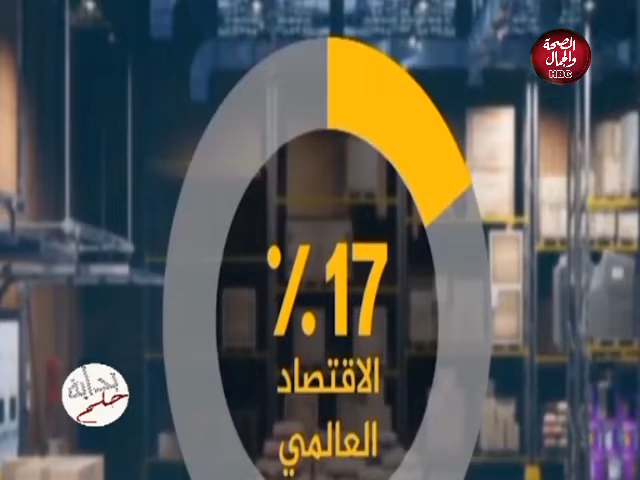 الصحة
والجمال
HBC
٪17
الاقتصاد
العالمي
بداية
حلم